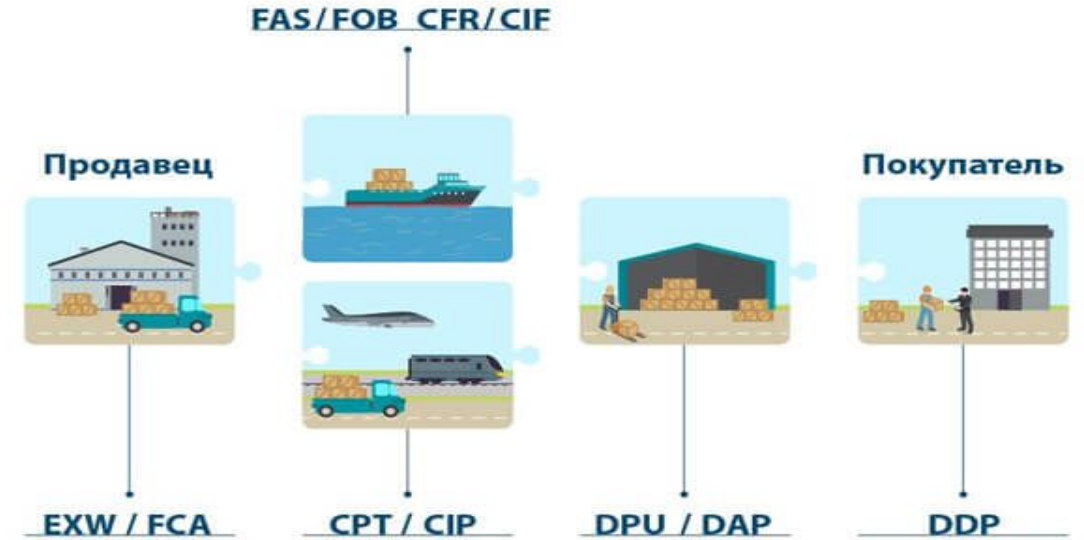 FAS/FOB CFR/CIF
Продавец
Покупатель
EXW / FCA
CPT / CIP
DPU / DAP
DDP